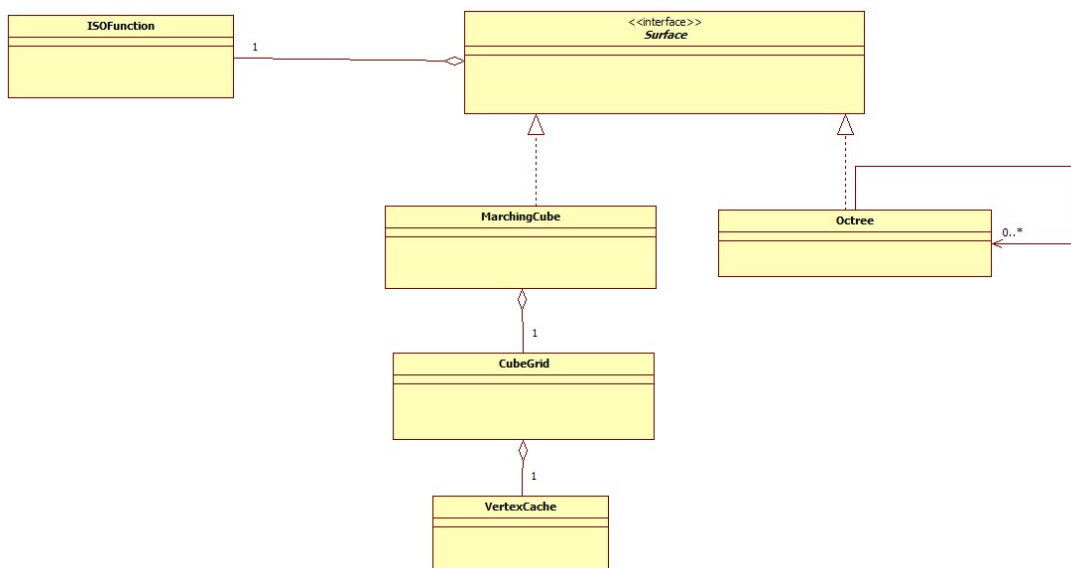 ISOFunction
<<interface>>
Surface
1
MarchingCube
Octree
0..*
1
CubeGrid
1
VertexCache